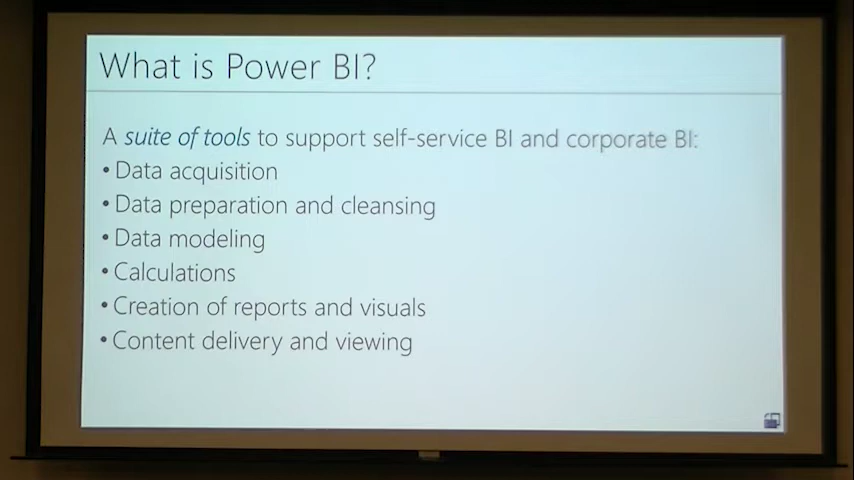 What is Power BI?
A suite of tools to support self-service BI and corporate BI:
• Data acquisition
• Data preparation and cleansing
• Data modeling
• Calculations
• Creation of reports and visuals
• Content delivery and viewing